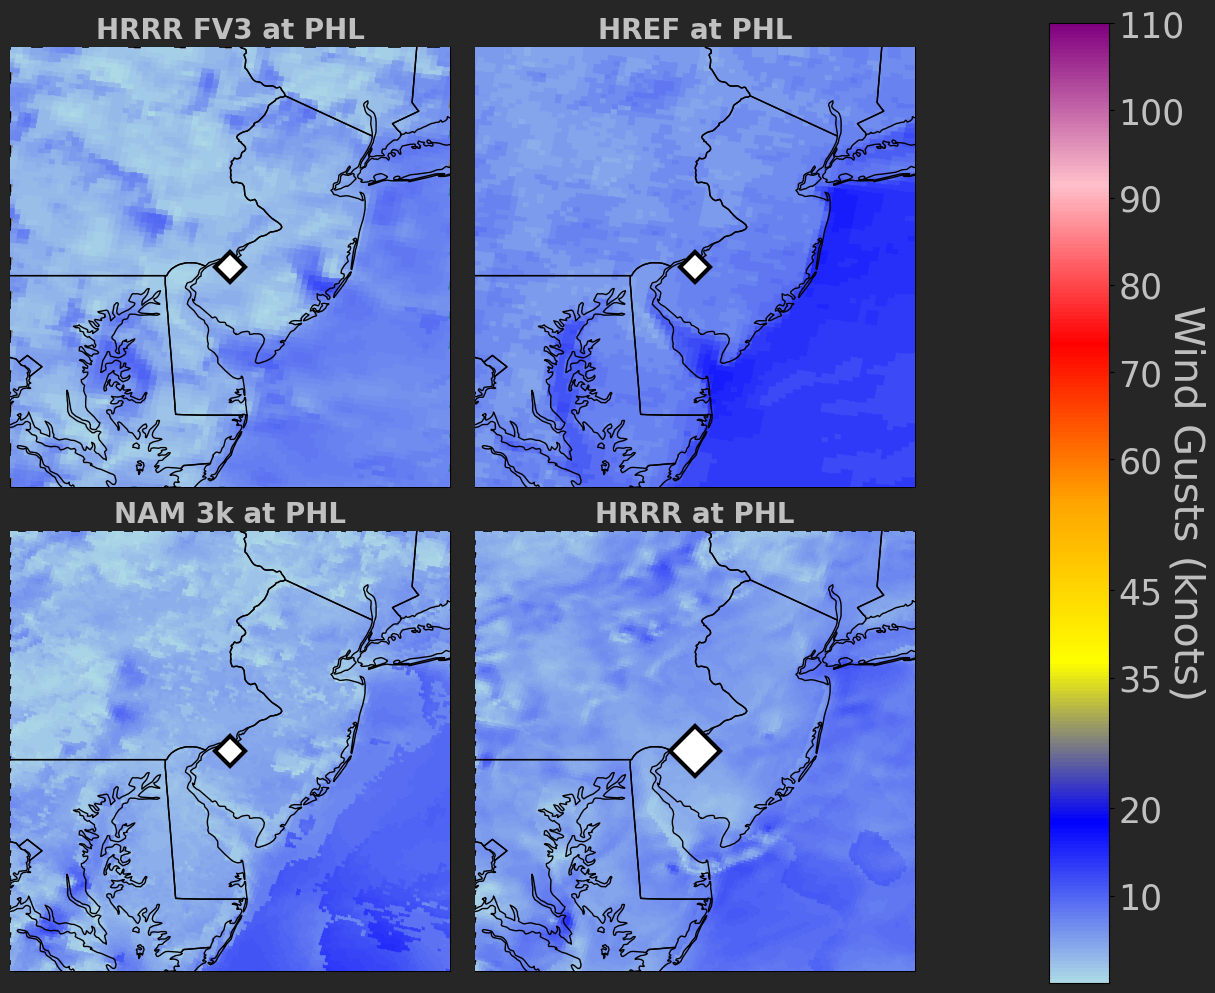 HRRR FV3 at PHL
HREF at PHL
NAM 3k at PHL
HRRR at PHL
110
100
90
80
70
60
45
35
20
10
Wind Gusts (knots)